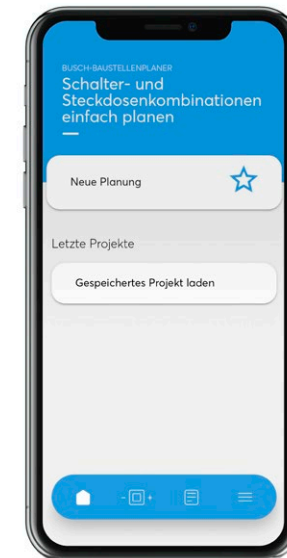 BUSCH-BAUSTELLENPLANER
Schalter- und
Steckdosenkombinationen
einfach planen
Neue Planung
Letzte Projekte
Gespeichertes Projekt laden